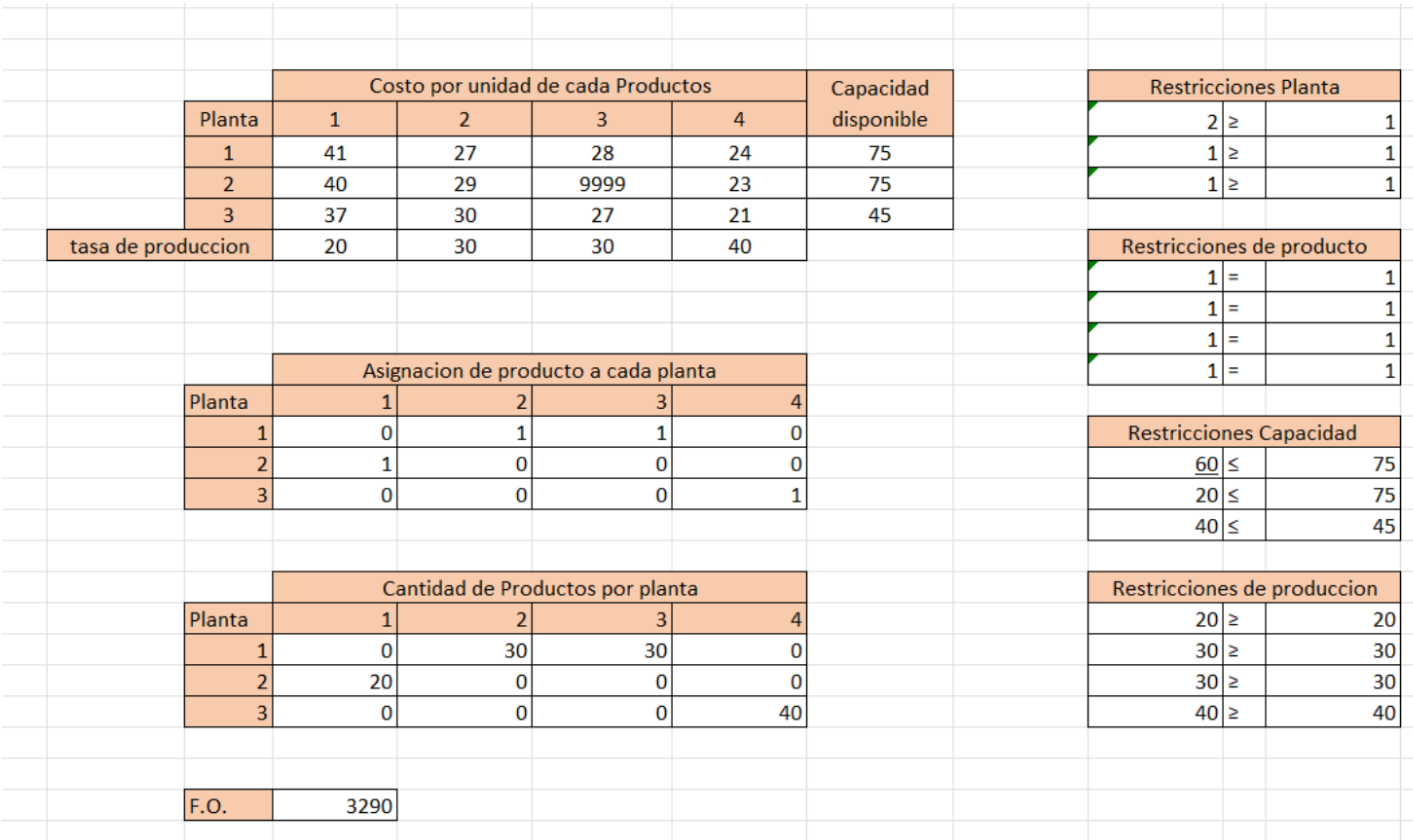 Costo por unidad de cada Productos Capacidad disponible Restricciones Planta
Planta 1 2 3 4 2 ≥ 1
1 41 27 28 24 75 1 ≥ 1
2 40 29 9999 23 75 1 ≥ 1
3 37 30 27 21 45
tasa de produccion 20 30 30 40 Restricciones de producto
1 = 1
1 = 1
1 = 1
Asignacion de producto a cada planta 1 = 1
Planta 1 2 3 4
1 0 1 1 0 Restricciones Capacidad
2 1 0 0 0 60 ≤ 75
3 0 0 0 1 20 ≤ 75
40 ≤ 45
Cantidad de Productos por planta Restricciones de produccion
Planta 1 2 3 4 20 ≥ 20
1 0 30 30 0 30 ≥ 30
2 20 0 0 0 30 ≥ 30
3 0 0 0 40 40 ≥ 40
F.O. 3290